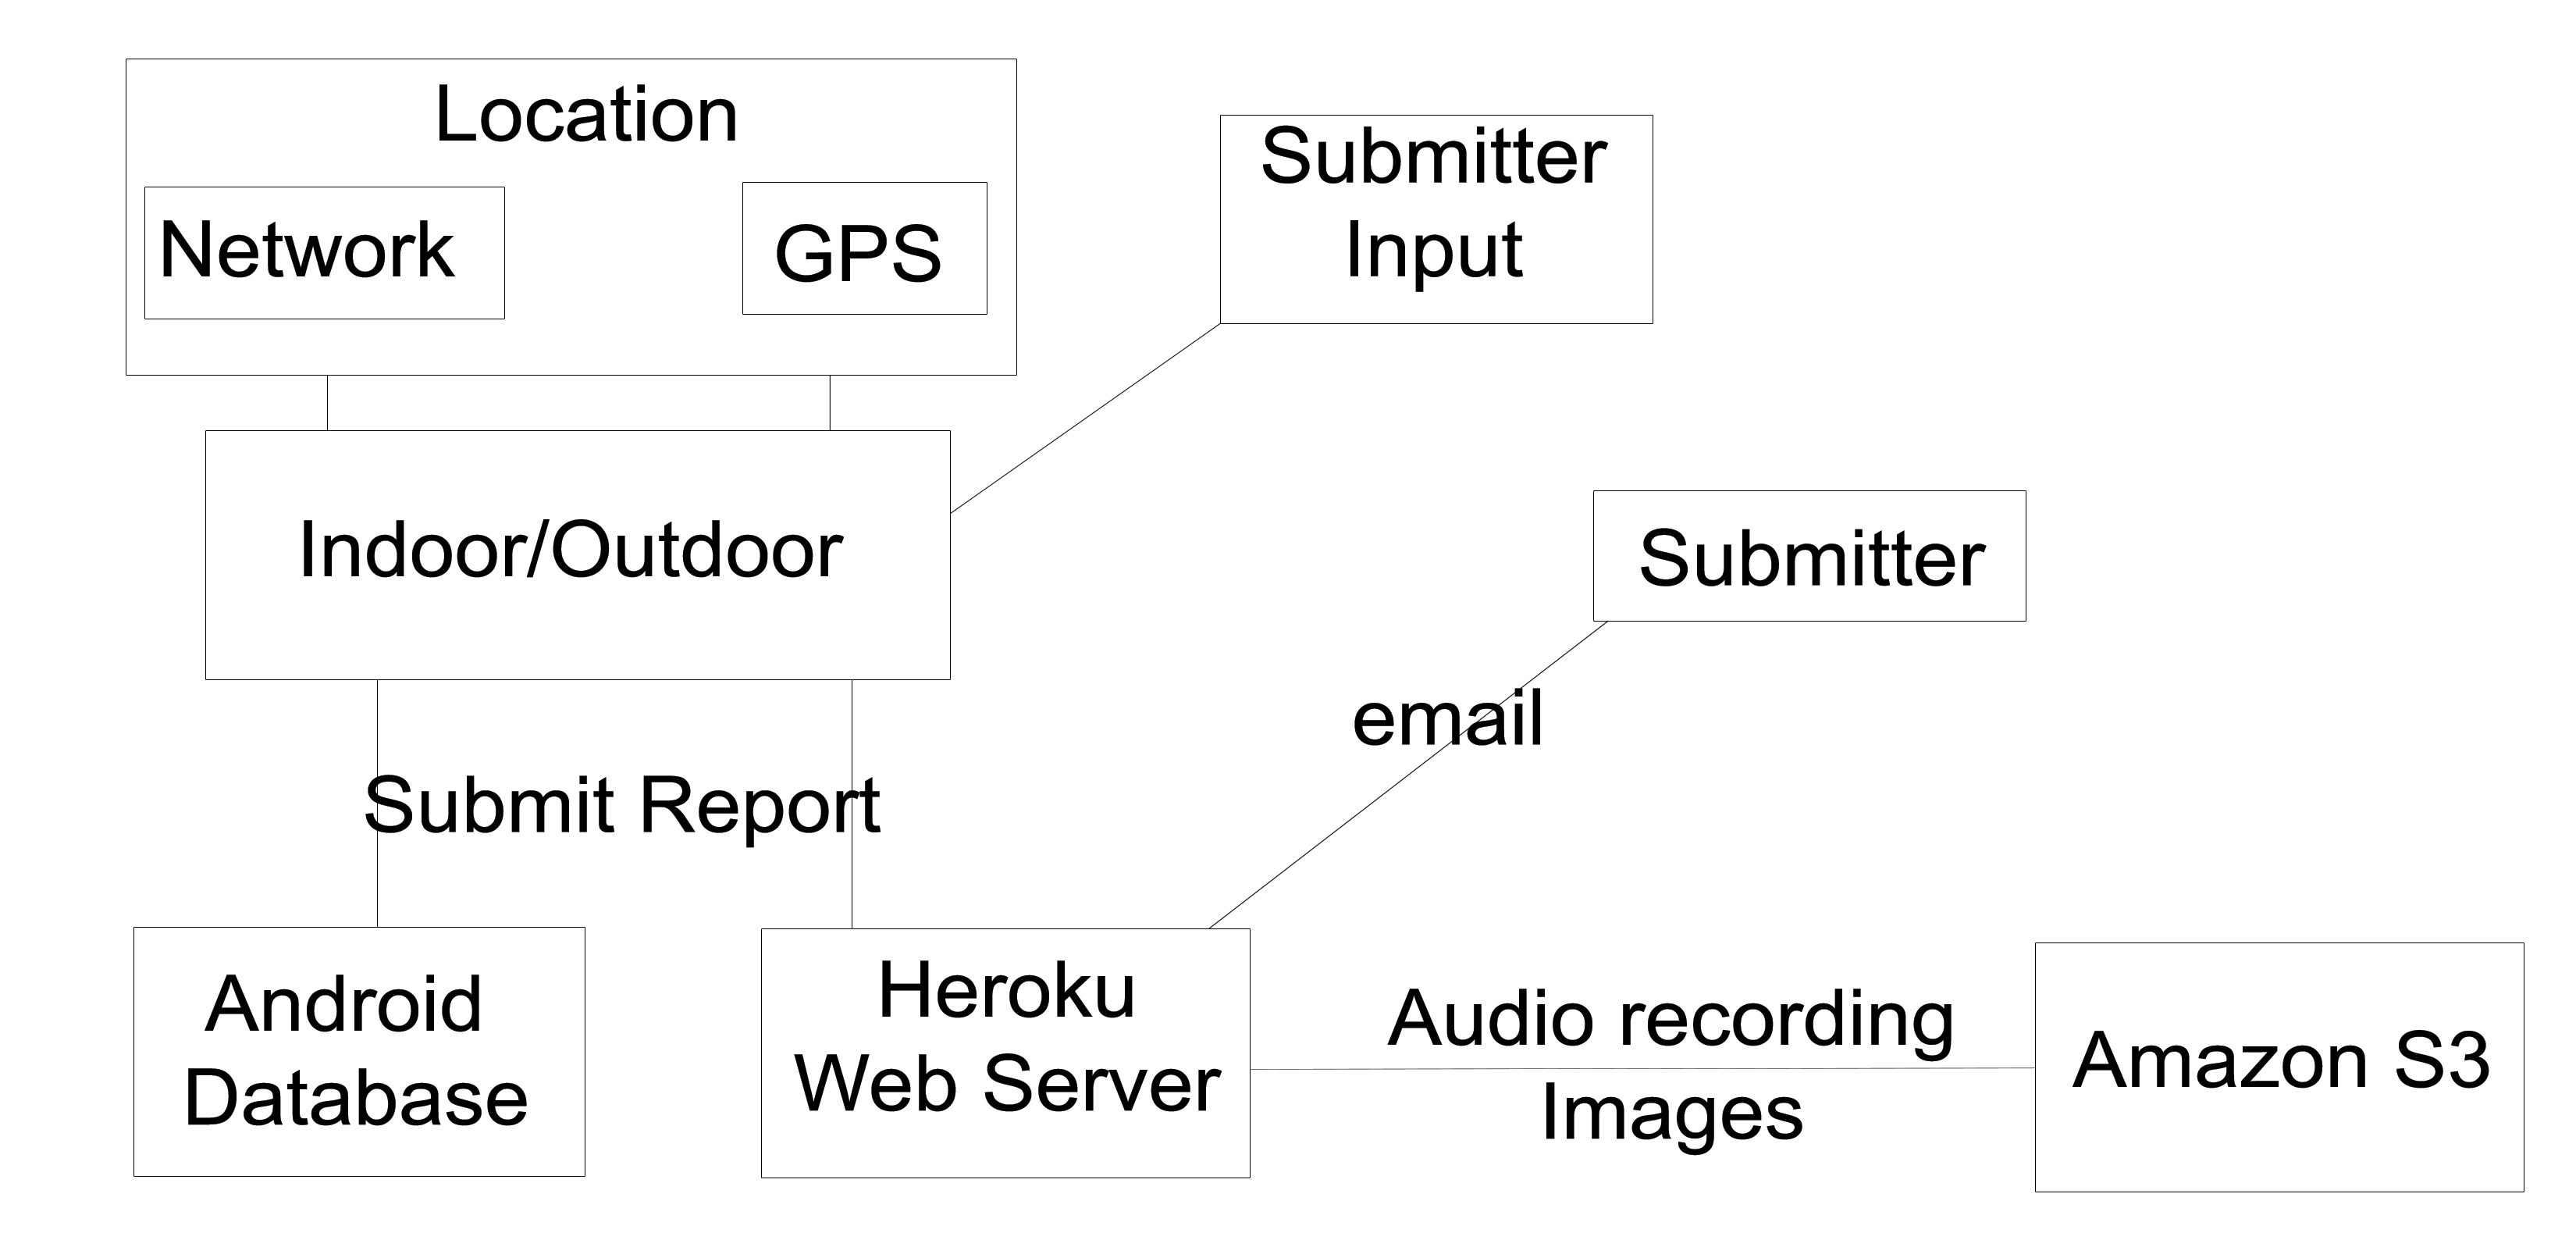 Location
Network
GPS
Submitter
Input
Indoor/Outdoor
Submitter
email
Submit Report
Android
Database
Heroku
Web Server
Audio recording
Images
Amazon S3